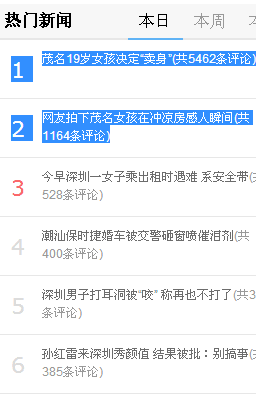 热门新闻 本日 本周
1 茂名19岁女孩决定“卖身”(共5462条评论)
2 网友拍下茂名女孩在冲凉房感人瞬间(共
1164条评论)
3 今早深圳一女子乘出租时遇难 系安全带(共
528条评论)
4 潮汕保时捷婚车被交警砸窗喷催泪剂(共
400条评论)
5 深圳男子打耳洞被“咬” 称再也不打了(共3
条评论)
6 孙红雷来深圳秀颜值 结果被批：别搞事(共
385条评论)